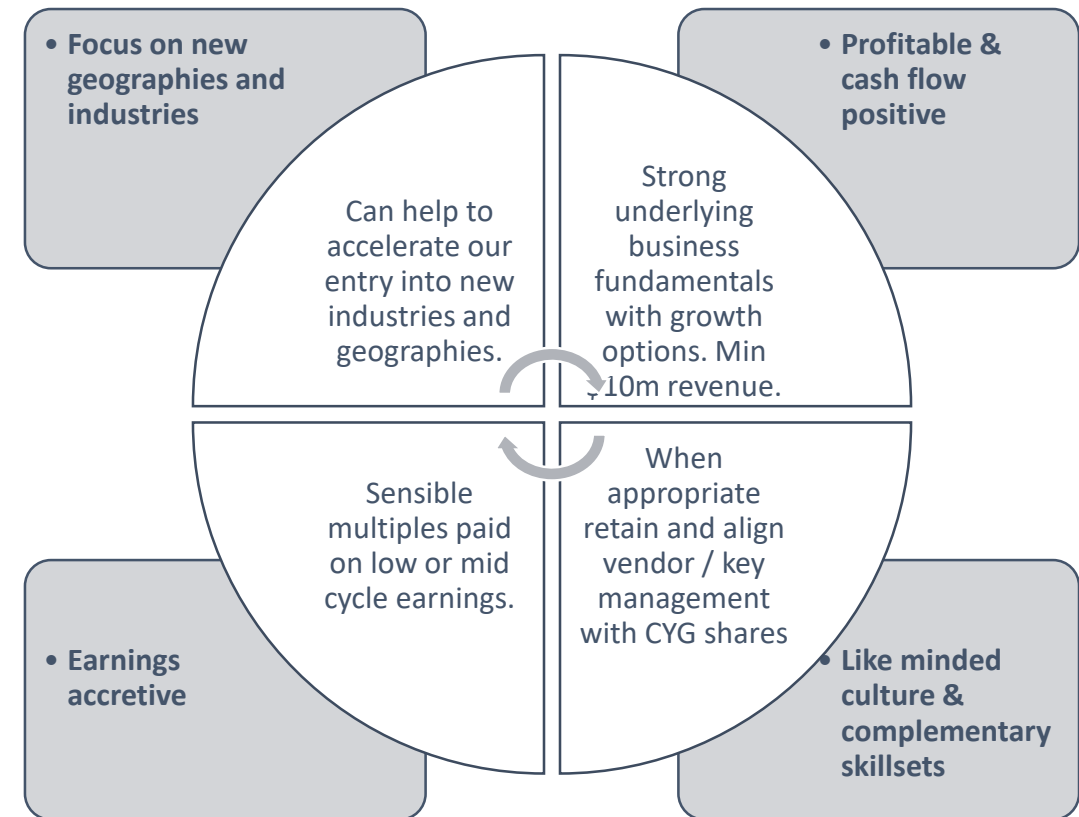 • Focus on new
geographies and
industries
• Profitable &
cash flow
positive
Can help to
accelerate our
entry into new
industries and
geographies.
Strong
underlying
business
fundamentals
with growth
options. Min
$10m revenue.
Sensible
multiples paid
on low or mid
cycle earnings.
When
appropriate
retain and align
vendor / key
management
with CYG shares
• Earnings
accretive
• Like minded
culture &
complementary
skillsets